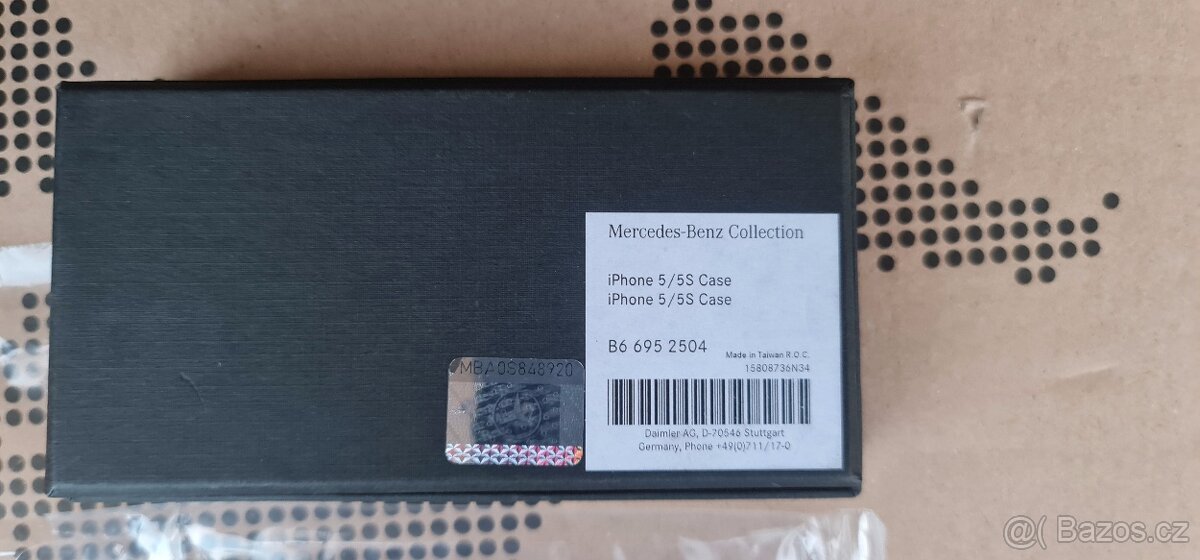 Mercedes-Benz Collection
iPhone 5/5S Case
iPhone 5/5S Case
B6 695 2504
Made in Taiwan R.O.C.
15808736N34
MBA0S848920
Daimler AG, D-70546 Stuttgart
Germany, Phone +49(0)711/17-0
@( Bazos.cz